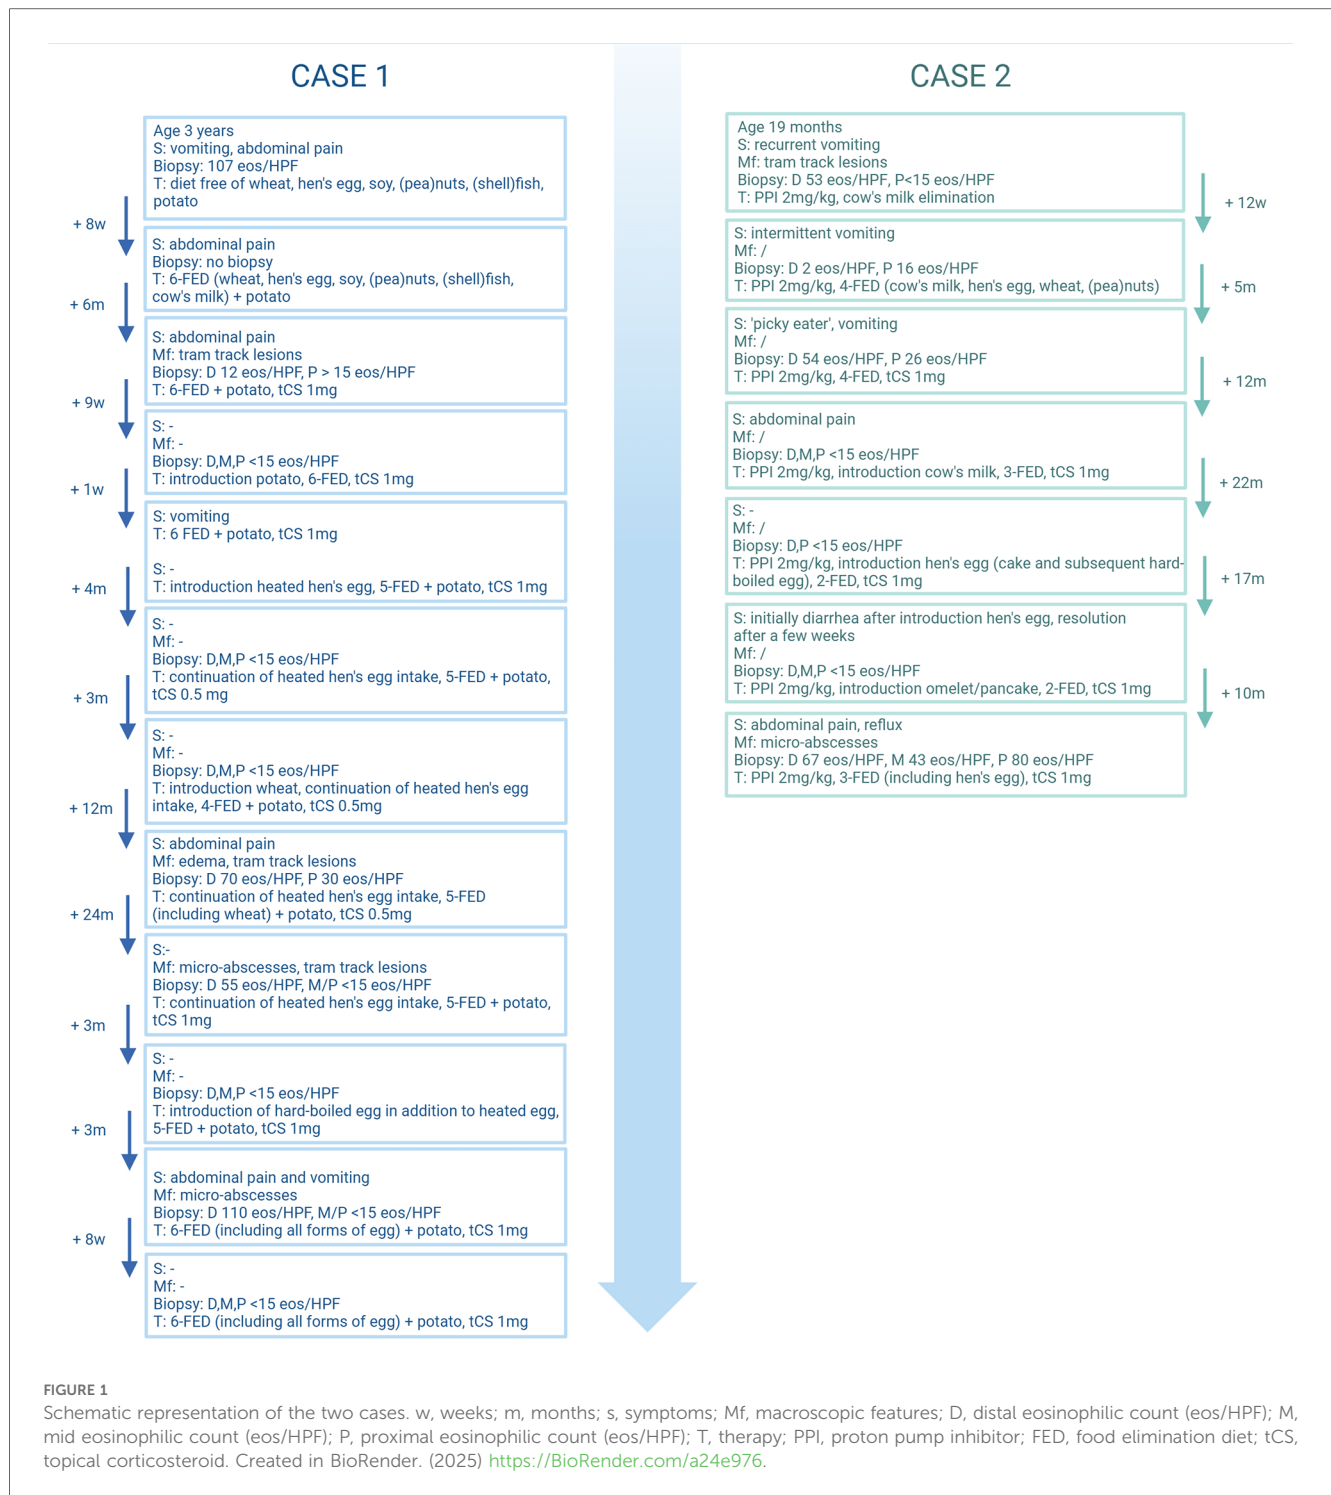 CASE 1
Age 3 years
S: vomiting, abdominal pain
Biopsy: 107 eos/HPF
T: diet free of wheat, hen's egg, soy, (pea)nuts, (shell)fish,
potato
+ 8w
S: abdominal pain
Biopsy: no biopsy
T: 6-FED (wheat, hen's egg, soy, (pea)nuts, (shell)fish,
cow's milk) + potato
+ 6m
S: abdominal pain
Mf: tram track lesions
Biopsy: D 12 eos/HPF, P > 15 eos/HPF
T: 6-FED + potato, tCS 1mg
+ 9w
S: -
Mf: -
Biopsy: D,M,P <15 eos/HPF
T: introduction potato, 6-FED, tCS 1mg
+ 1w
S: vomiting
T: 6 FED + potato, tCS 1mg
S: -
T: introduction heated hen's egg, 5-FED + potato, tCS 1mg
+ 4m
S: -
Mf: -
Biopsy: D,M,P <15 eos/HPF
T: continuation of heated hen's egg intake, 5-FED + potato,
tCS 0.5 mg
+ 3m
S: -
Mf: -
Biopsy: D,M,P <15 eos/HPF
T: introduction wheat, continuation of heated hen's egg
intake, 4-FED + potato, tCS 0.5mg
+ 12m
S: abdominal pain
Mf: edema, tram track lesions
Biopsy: D 70 eos/HPF, P 30 eos/HPF
T: continuation of heated hen's egg intake, 5-FED
(including wheat) + potato, tCS 0.5mg
+ 24m
S:-
Mf: micro-abscesses, tram track lesions
Biopsy: D 55 eos/HPF, M/P <15 eos/HPF
T: continuation of heated hen's egg intake, 5-FED + potato,
tCS 1mg
+ 3m
S: -
Mf: -
Biopsy: D,M,P <15 eos/HPF
T: introduction of hard-boiled egg in addition to heated egg,
5-FED + potato, tCS 1mg
+ 3m
S: abdominal pain and vomiting
Mf: micro-abscesses
Biopsy: D 110 eos/HPF, M/P <15 eos/HPF
T: 6-FED (including all forms of egg) + potato, tCS 1mg
+ 8w
S: -
Mf: -
Biopsy: D,M,P <15 eos/HPF
T: 6-FED (including all forms of egg) + potato, tCS 1mg
CASE 2
Age 19 months
S: recurrent vomiting
Mf: tram track lesions
Biopsy: D 53 eos/HPF, P<15 eos/HPF
T: PPI 2mg/kg, cow's milk elimination
+ 12w
S: intermittent vomiting
Mf: /
Biopsy: D 2 eos/HPF, P 16 eos/HPF
T: PPI 2mg/kg, 4-FED (cow's milk, hen's egg, wheat, (pea)nuts)
+ 5m
S: 'picky eater', vomiting
Mf: /
Biopsy: D 54 eos/HPF, P 26 eos/HPF
T: PPI 2mg/kg, 4-FED, tCS 1mg
+ 12m
S: abdominal pain
Mf: /
Biopsy: D,M,P <15 eos/HPF
T: PPI 2mg/kg, introduction cow's milk, 3-FED, tCS 1mg
+ 22m
S: -
Mf: /
Biopsy: D,P <15 eos/HPF
T: PPI 2mg/kg, introduction hen's egg (cake and subsequent hard-
boiled egg), 2-FED, tCS 1mg
+ 17m
S: initially diarrhea after introduction hen's egg, resolution
after a few weeks
Mf: /
Biopsy: D,M,P <15 eos/HPF
T: PPI 2mg/kg, introduction omelet/pancake, 2-FED, tCS 1mg
+ 10m
S: abdominal pain, reflux
Mf: micro-abscesses
Biopsy: D 67 eos/HPF, M 43 eos/HPF, P 80 eos/HPF
T: PPI 2mg/kg, 3-FED (including hen's egg), tCS 1mg
FIGURE 1
Schematic representation of the two cases. w, weeks; m, months; s, symptoms; Mf, macroscopic features; D, distal eosinophilic count (eos/HPF); M,
mid eosinophilic count (eos/HPF); P, proximal eosinophilic count (eos/HPF); T, therapy; PPI, proton pump inhibitor; FED, food elimination diet; tCS,
topical corticosteroid. Created in BioRender. (2025) https://BioRender.com/a24e976.